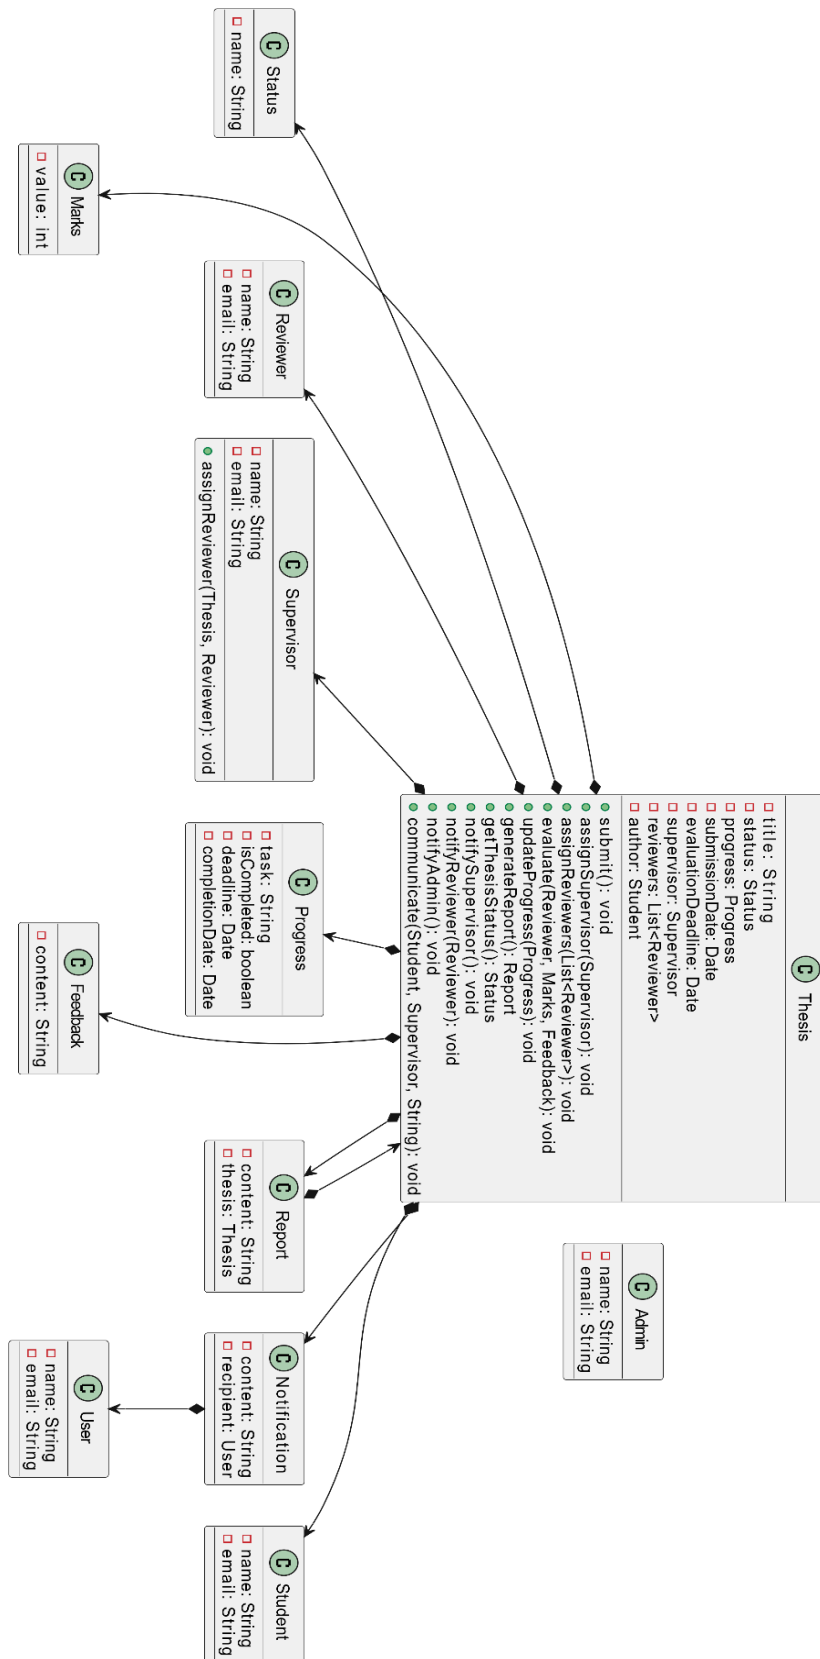 C Status
name: String
C Marks
value: int
C Reviewer
name: String
email: String
C Supervisor
name: String
email: String
assignReviewer(Thesis, Reviewer): void
C Thesis
title: String
status: Status
progress: Progress
submissionDate: Date
evaluationDeadline: Date
supervisor: Supervisor
reviewers: List<Reviewer>
author: Student
submit(): void
assignSupervisor(Supervisor): void
assignReviewers(List<Reviewer>): void
evaluate(Reviewer, Marks, Feedback): void
updateProgress(Progress): void
generateReport(): Report
getThesisStatus(): Status
notifySupervisor(): void
notifyReviewer(Reviewer): void
notifyAdmin(): void
communicate(Student, Supervisor, String): void
C Progress
task: String
isCompleted: boolean
deadline: Date
completionDate: Date
C Feedback
content: String
C Report
content: String
thesis: Thesis
C Admin
name: String
email: String
C Notification
content: String
recipient: User
C User
name: String
email: String
C Student
name: String
email: String